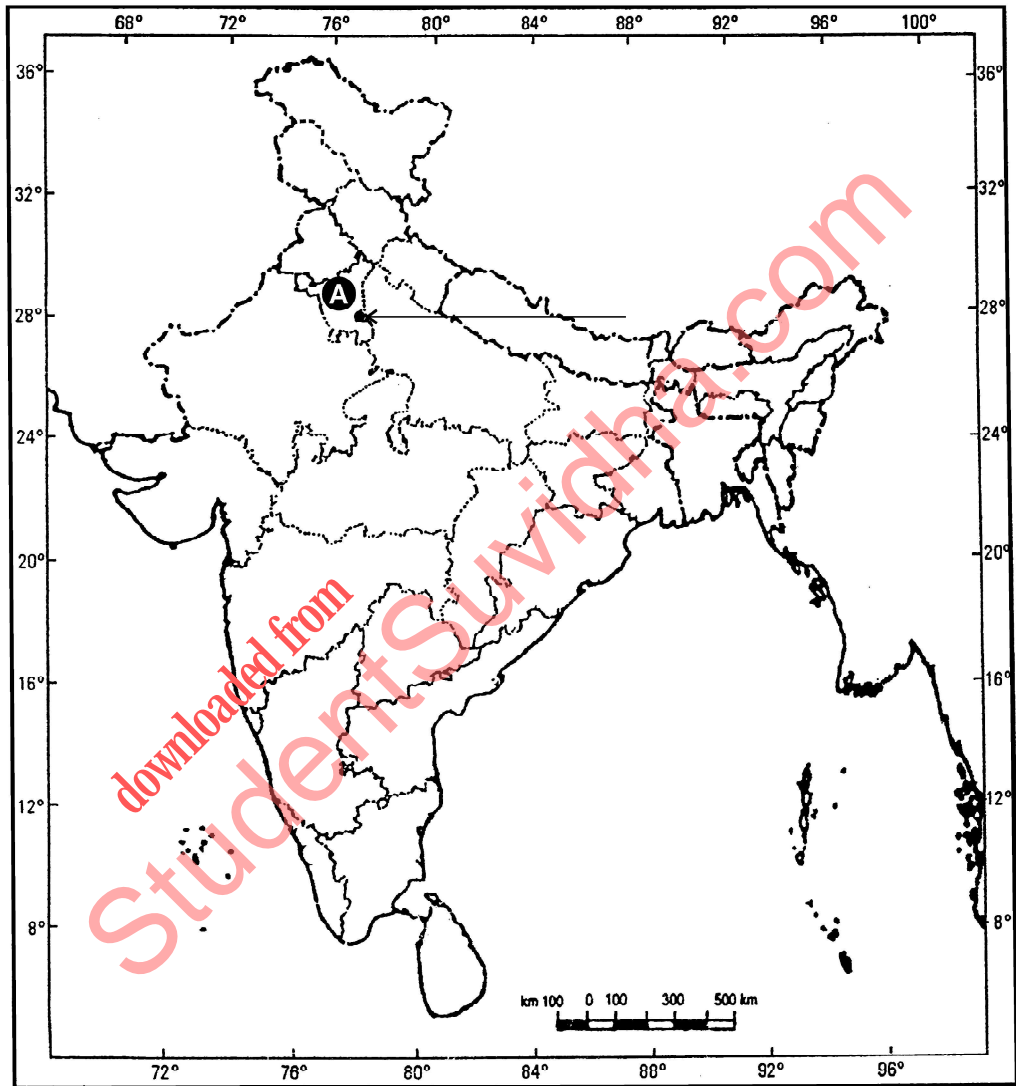 68° 72° 76° 80° 84° 88° 90° 96° 100°
36° 36°
32° 32°
A
28° 28°
24° 24°
20° 20°
16° 16°
12° 12°
8° 8°
downloaded from
StudentSuvidha.com
km 100 0 100 300 500 km
72° 76° 80° 84° 88° 92° 96°